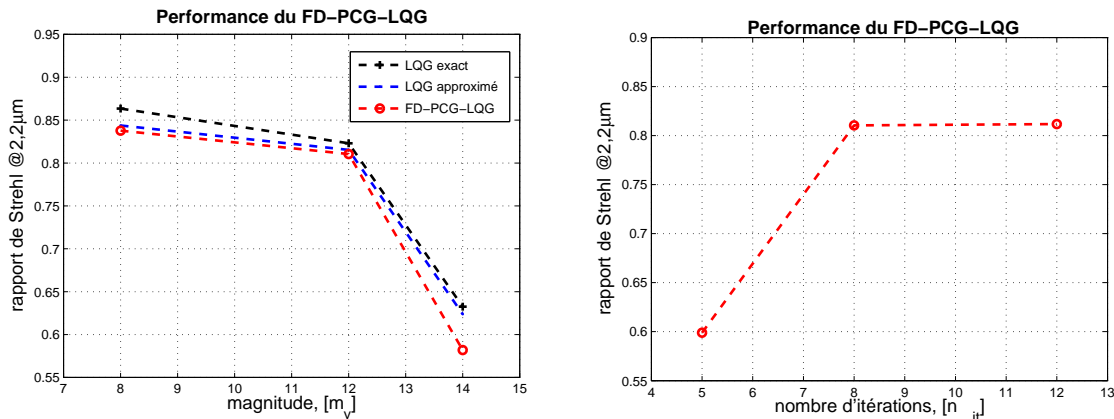 Performance du FD−PCG−LQG
rapport de Strehl @2,2µm
0.95
0.9
0.85
0.8
0.75
0.7
0.65
0.6
0.55
7 8 9 10 11 12 13 14 15
magnitude, [m_v]
LQG exact
LQG approximé
FD−PCG−LQG
Performance du FD−PCG−LQG
rapport de Strehl @2,2µm
0.9
0.85
0.8
0.75
0.7
0.65
0.6
0.55
4 5 6 7 8 9 10 11 12 13
nombre d'itérations, [n_it]